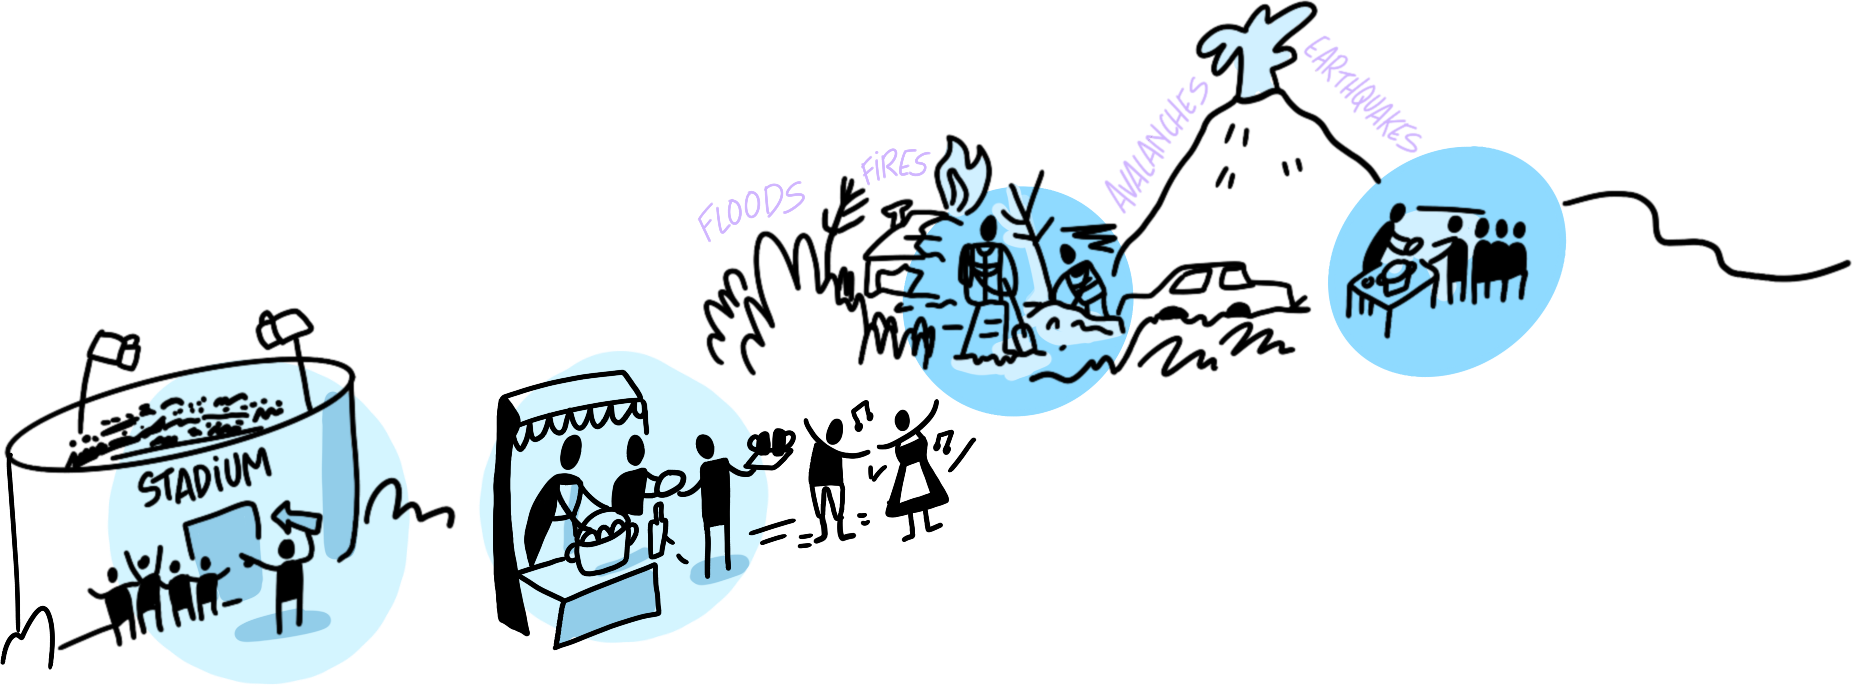 FLOODS
FiRES
AVALANCHES
EARTHQUAKES
STADiUM